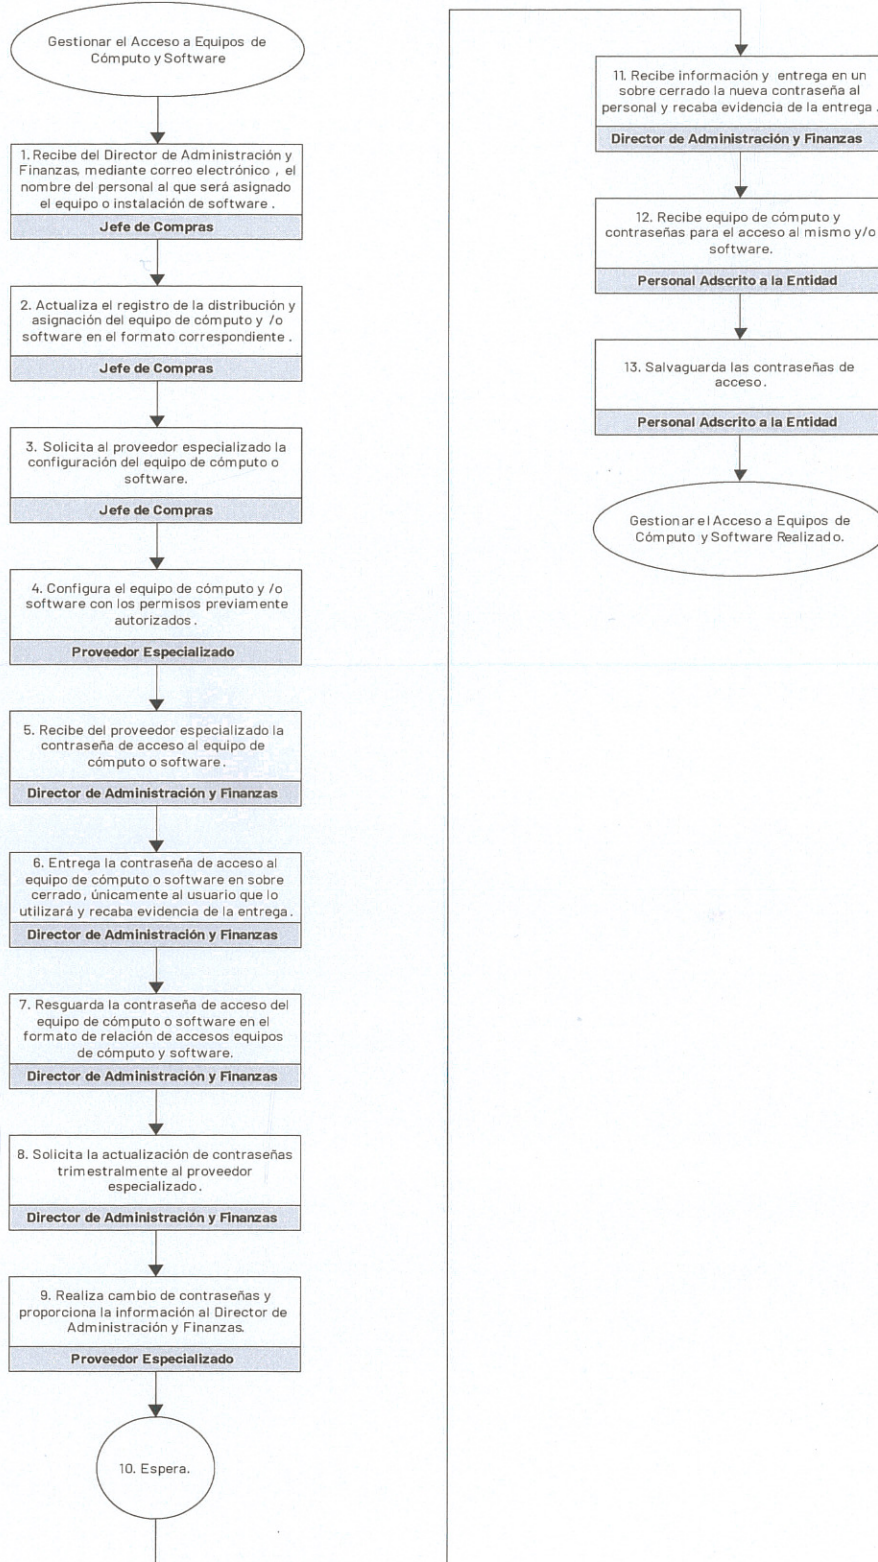 Gestionar el Acceso a Equipos de
Cómputo y Software
1. Recibe del Director de Administración y
Finanzas, mediante correo electrónico , el
nombre del personal al que será asignado
el equipo o instalación de software .
Jefe de Compras
2. Actualiza el registro de la distribución y
asignación del equipo de cómputo y /o
software en el formato correspondiente .
Jefe de Compras
3. Solicita al proveedor especializado la
configuración del equipo de cómputo o
software.
Jefe de Compras
4. Configura el equipo de cómputo y /o
software con los permisos previamente
autorizados .
Proveedor Especializado
5. Recibe del proveedor especializado la
contraseña de acceso al equipo de
cómputo o software .
Director de Administración y Finanzas
6. Entrega la contraseña de acceso al
equipo de cómputo o software en sobre
cerrado , únicamente al usuario que lo
utilizará y recaba evidencia de la entrega .
Director de Administración y Finanzas
7. Resguarda la contraseña de acceso del
equipo de cómputo o software en el
formato de relación de accesos equipos
de cómputo y software.
Director de Administración y Finanzas
8. Solicita la actualización de contraseñas
trimestralmente al proveedor
especializado .
Director de Administración y Finanzas
9. Realiza cambio de contraseñas y
proporciona la información al Director de
Administración y Finanzas.
Proveedor Especializado
10. Espera.
11. Recibe información y entrega en un
sobre cerrado la nueva contraseña al
personal y recaba evidencia de la entrega .
Director de Administración y Finanzas
12. Recibe equipo de cómputo y
contraseñas para el acceso al mismo y/o
software.
Personal Adscrito a la Entidad
13. Salvaguarda las contraseñas de
acceso .
Personal Adscrito a la Entidad
Gestionar el Acceso a Equipos de
Cómputo y Software Realizado.